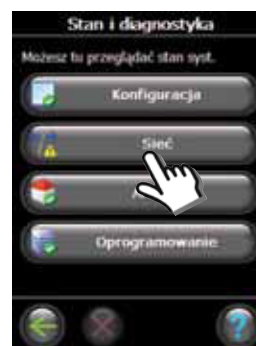 Stan i diagnostyka
Możesz tu przeglądać stan syst.
Konfiguracja
Sieć
Oprogramowanie